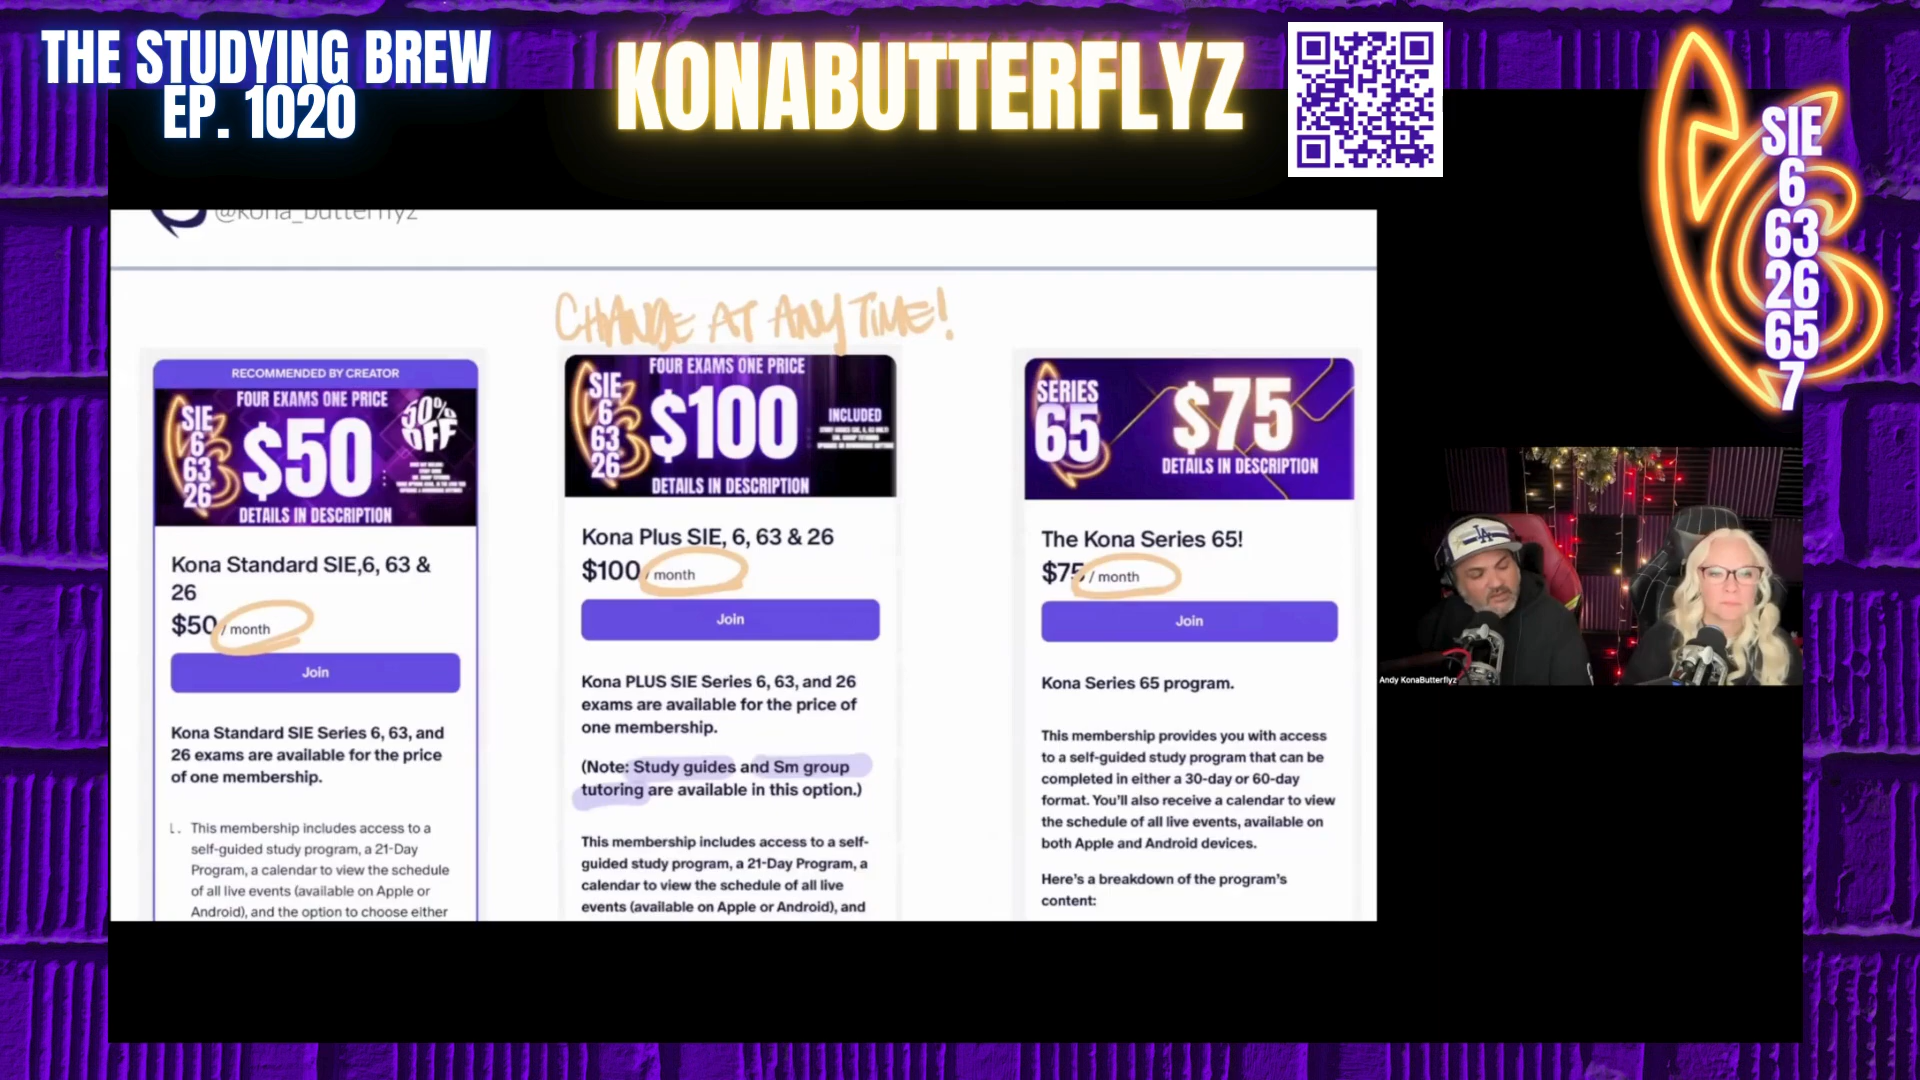 THE STUDYING BREW
EP. 1020
KONABUTTERFLYZ
SIE
6
63
26
65
7
@kona_butterflyz
CHANGE AT ANY TIME!
RECOMMENDED BY CREATOR
FOUR EXAMS ONE PRICE
SIE
6
63
26
$50
50%
OFF
DETAILS IN DESCRIPTION
Kona Standard SIE,6, 63 &
26
$50 / month
Join
Kona Standard SIE Series 6, 63, and
26 exams are available for the price
of one membership.
1. This membership includes access to a
self-guided study program, a 21-Day
Program, a calendar to view the schedule
of all live events (available on Apple or
Android), and the option to choose either
FOUR EXAMS ONE PRICE
SIE
6
63
26
$100
INCLUDED
DETAILS IN DESCRIPTION
Kona Plus SIE, 6, 63 & 26
$100 / month
Join
Kona PLUS SIE Series 6, 63, and 26
exams are available for the price of
one membership.
(Note: Study guides and Sm group
tutoring are available in this option.)
This membership includes access to a self-
guided study program, a 21-Day Program, a
calendar to view the schedule of all live
events (available on Apple or Android), and
SERIES
65
$75
DETAILS IN DESCRIPTION
The Kona Series 65!
$75 / month
Join
Kona Series 65 program.
This membership provides you with access
to a self-guided study program that can be
completed in either a 30-day or 60-day
format. You'll also receive a calendar to view
the schedule of all live events, available on
both Apple and Android devices.
Here's a breakdown of the program's
content:
LA
Andy KonaButterflyz